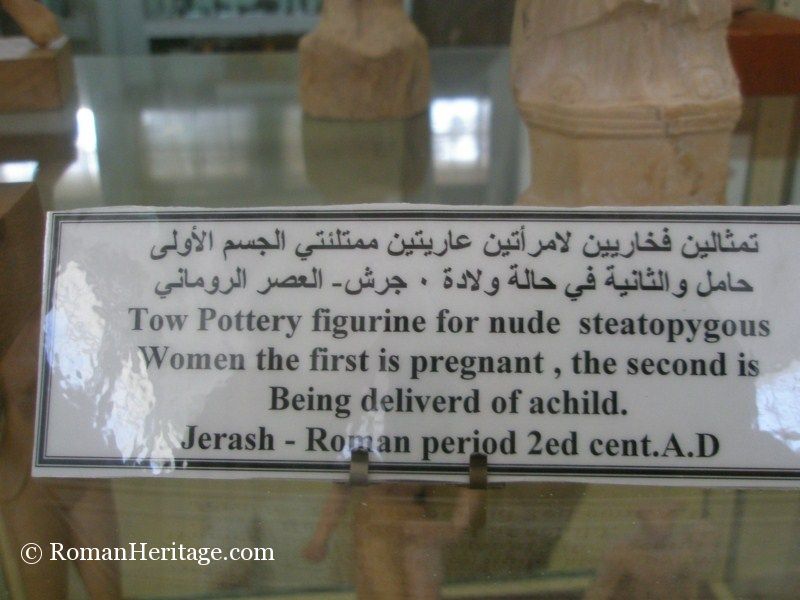 تمثالين فخاريين لامرأتين عاريتين ممتلئتي الجسم الأولى
حامل والثانية في حالة ولادة ٠ جرش- العصر الروماني
Tow Pottery figurine for nude steatopygous
Women the first is pregnant , the second is
Being deliverd of achild.
Jerash - Roman period 2ed cent.A.D
© RomanHeritage.com